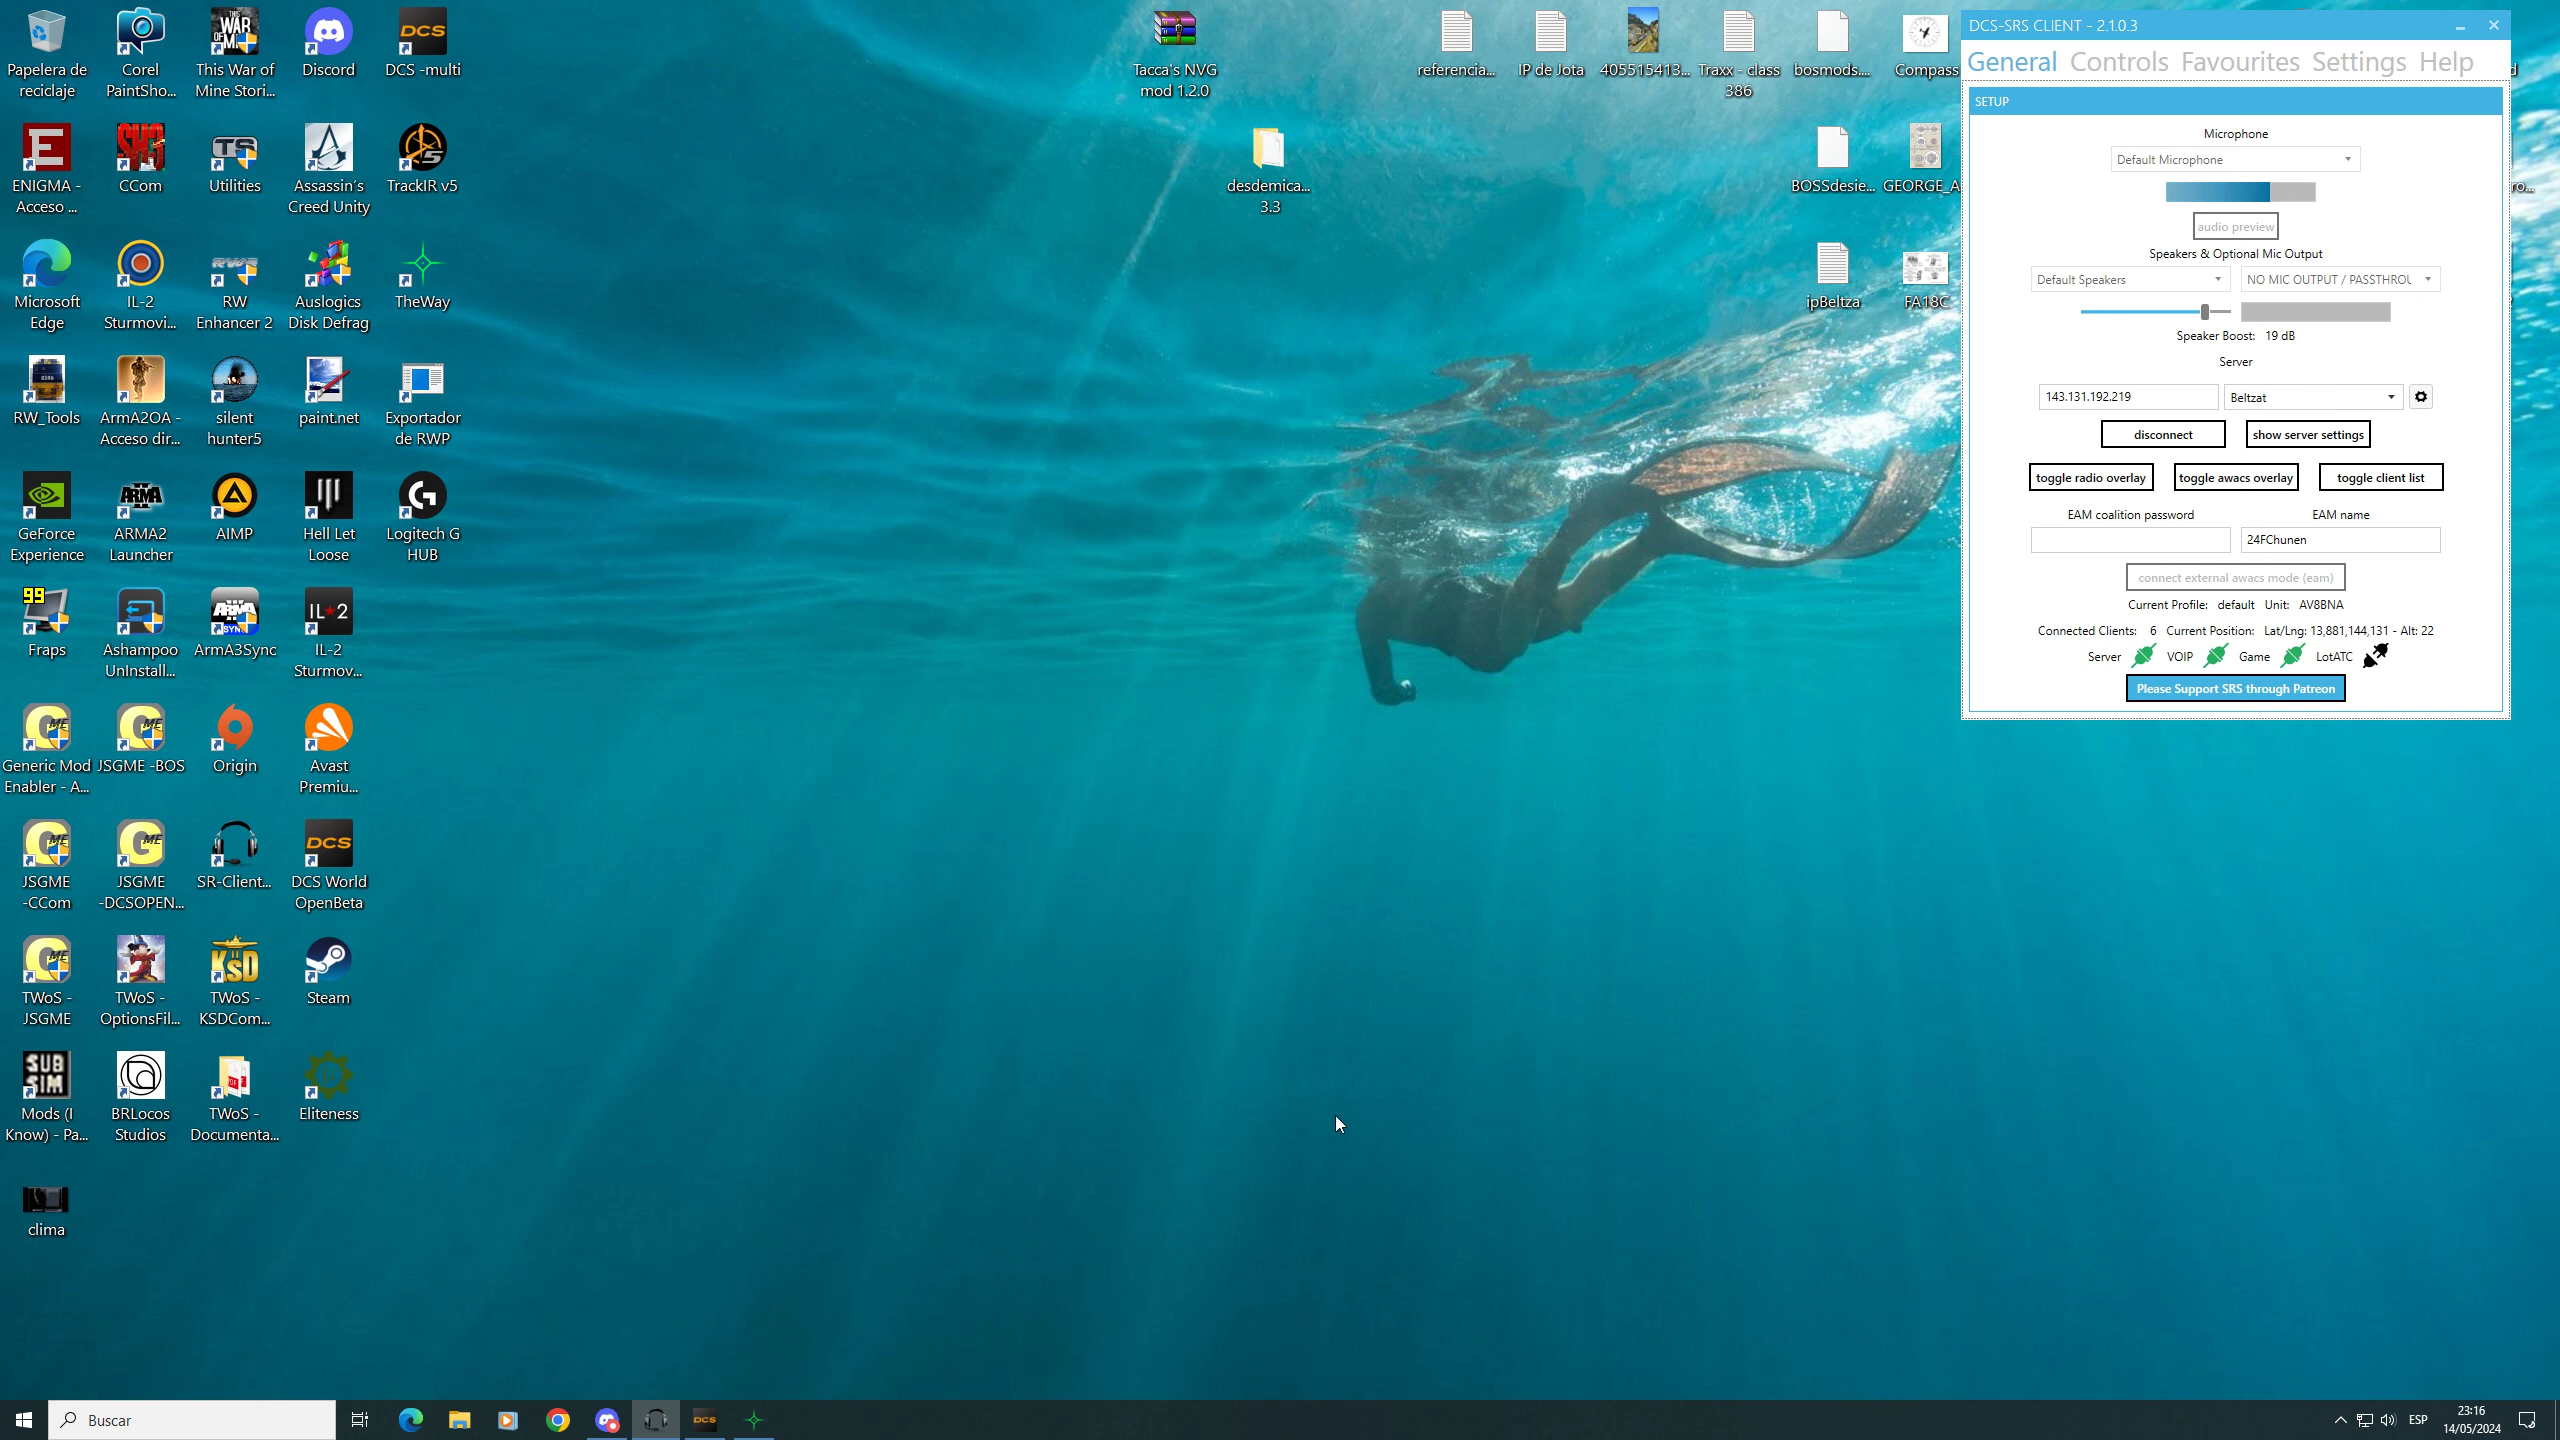 Papelera de
reciclaje
Corel
PaintSho...
This War of
Mine Stori...
Discord
DCS -multi
ENIGMA -
Acceso ...
CCom
Utilities
Assassin's
Creed Unity
TrackIR v5
Microsoft
Edge
IL-2
Sturmovi...
RW
Enhancer 2
Auslogics
Disk Defrag
TheWay
RW_Tools
ArmA2OA -
Acceso dir...
silent
hunter5
paint.net
Exportador
de RWP
GeForce
Experience
ARMA2
Launcher
AIMP
Hell Let
Loose
Logitech G
HUB
Fraps
Ashampoo
UnInstall...
ArmA3Sync
IL-2
Sturmov...
Generic Mod
Enabler - A...
JSGME -BOS
Origin
Avast
Premiu...
JSGME
-CCom
JSGME
-DCSOPEN...
SR-Client...
DCS World
OpenBeta
TWoS -
JSGME
TWoS -
OptionsFil...
TWoS -
KSDCom...
Steam
Mods (I
Know) - Pa...
BRLocos
Studios
TWoS -
Documenta...
Eliteness
clima
Tacca's NVG
mod 1.2.0
desdemica...
3.3
referencia...
IP de Jota
405515413...
Traxx - class
386
bosmods....
Compass
BOSSdesie...
GEORGE_A
ipBeltza
FA18C
DCS-SRS CLIENT - 2.1.0.3
General Controls Favourites Settings Help
SETUP
Microphone
Default Microphone
audio preview
Speakers & Optional Mic Output
Default Speakers
NO MIC OUTPUT / PASSTHROU
Speaker Boost: 19 dB
Server
143.131.192.219
Beltzat
disconnect
show server settings
toggle radio overlay
toggle awacs overlay
toggle client list
EAM coalition password
EAM name
24FChunen
connect external awacs mode (eam)
Current Profile: default Unit: AV8BNA
Connected Clients: 6 Current Position: Lat/Lng: 13,881,144,131 - Alt: 22
Server VOIP Game LotATC
Please Support SRS through Patreon
Buscar
ESP
23:16
14/05/2024